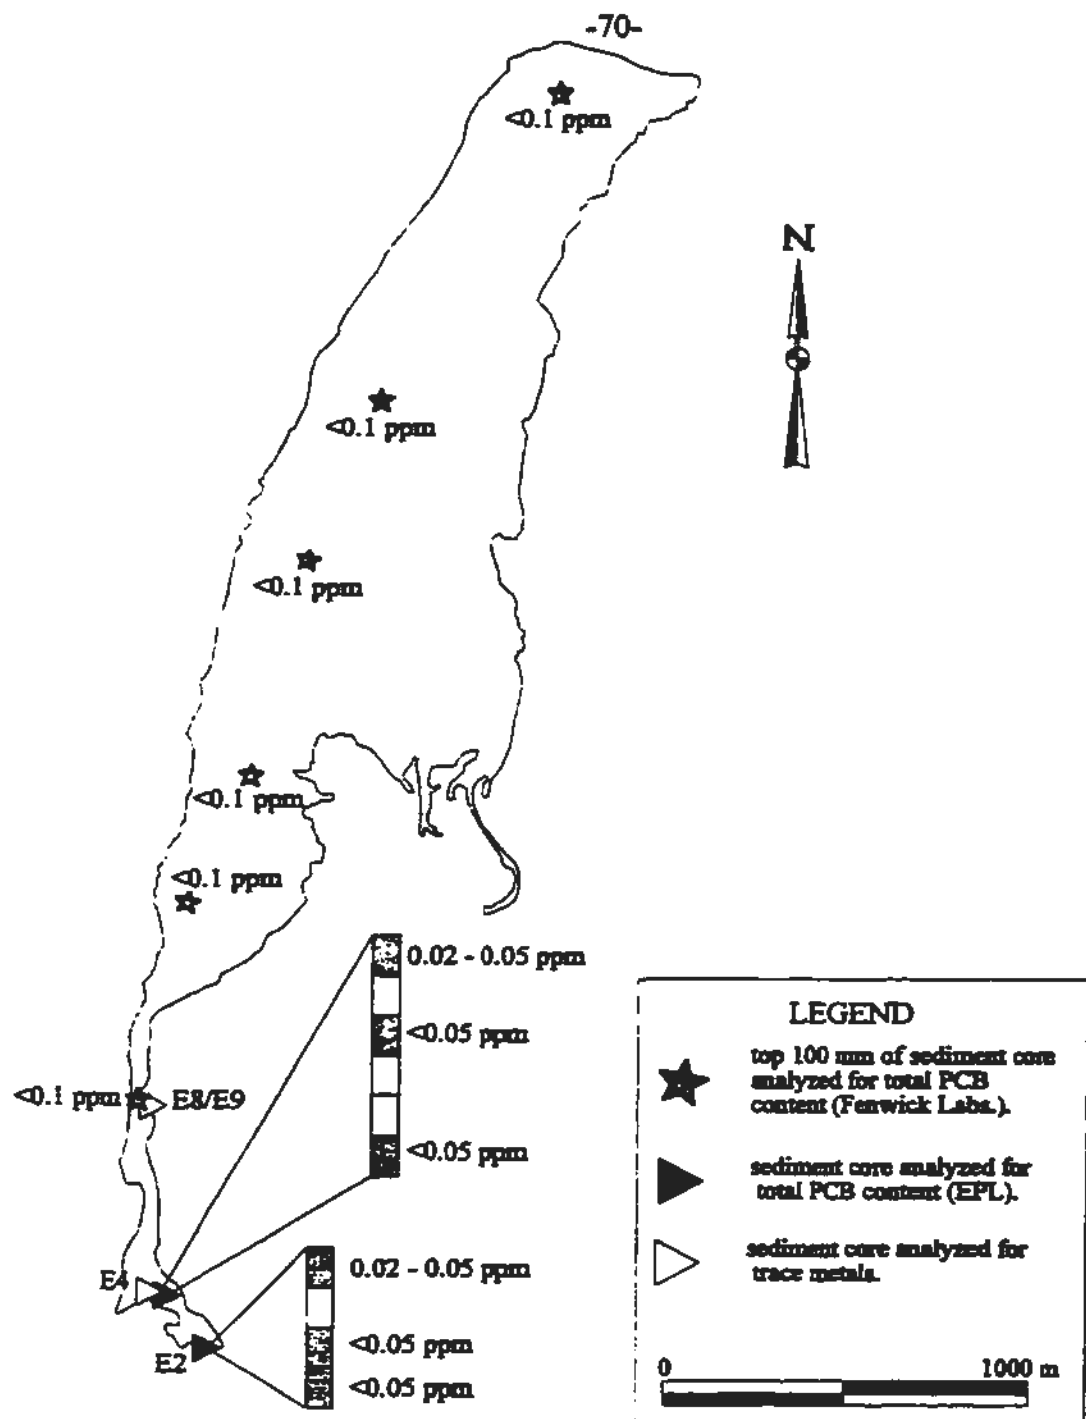 -70-
<0.1 ppm
N
<0.1 ppm
<0.1 ppm
<0.1 ppm
<0.1 ppm
0.02 - 0.05 ppm
<0.05 ppm
<0.1 ppm
E8/E9
<0.05 ppm
E4
0.02 - 0.05 ppm
<0.05 ppm
E2
<0.05 ppm
LEGEND
top 100 mm of sediment core
analyzed for total PCB
content (Fenwick Labs.).
sediment core analyzed for
total PCB content (EPL).
sediment core analyzed for
trace metals.
0 1000 m